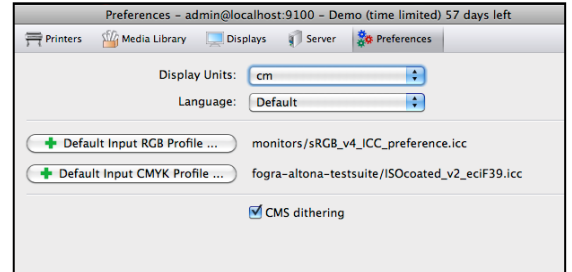 Preferences - admin@localhost:9100 - Demo (time limited) 57 days left
Printers Media Library Displays Server Preferences
Display Units: cm
Language: Default
Default Input RGB Profile ... monitors/sRGB_v4_ICC_preference.icc
Default Input CMYK Profile ... fogra-altona-testsuite/ISOcoated_v2_eciF39.icc
CMS dithering